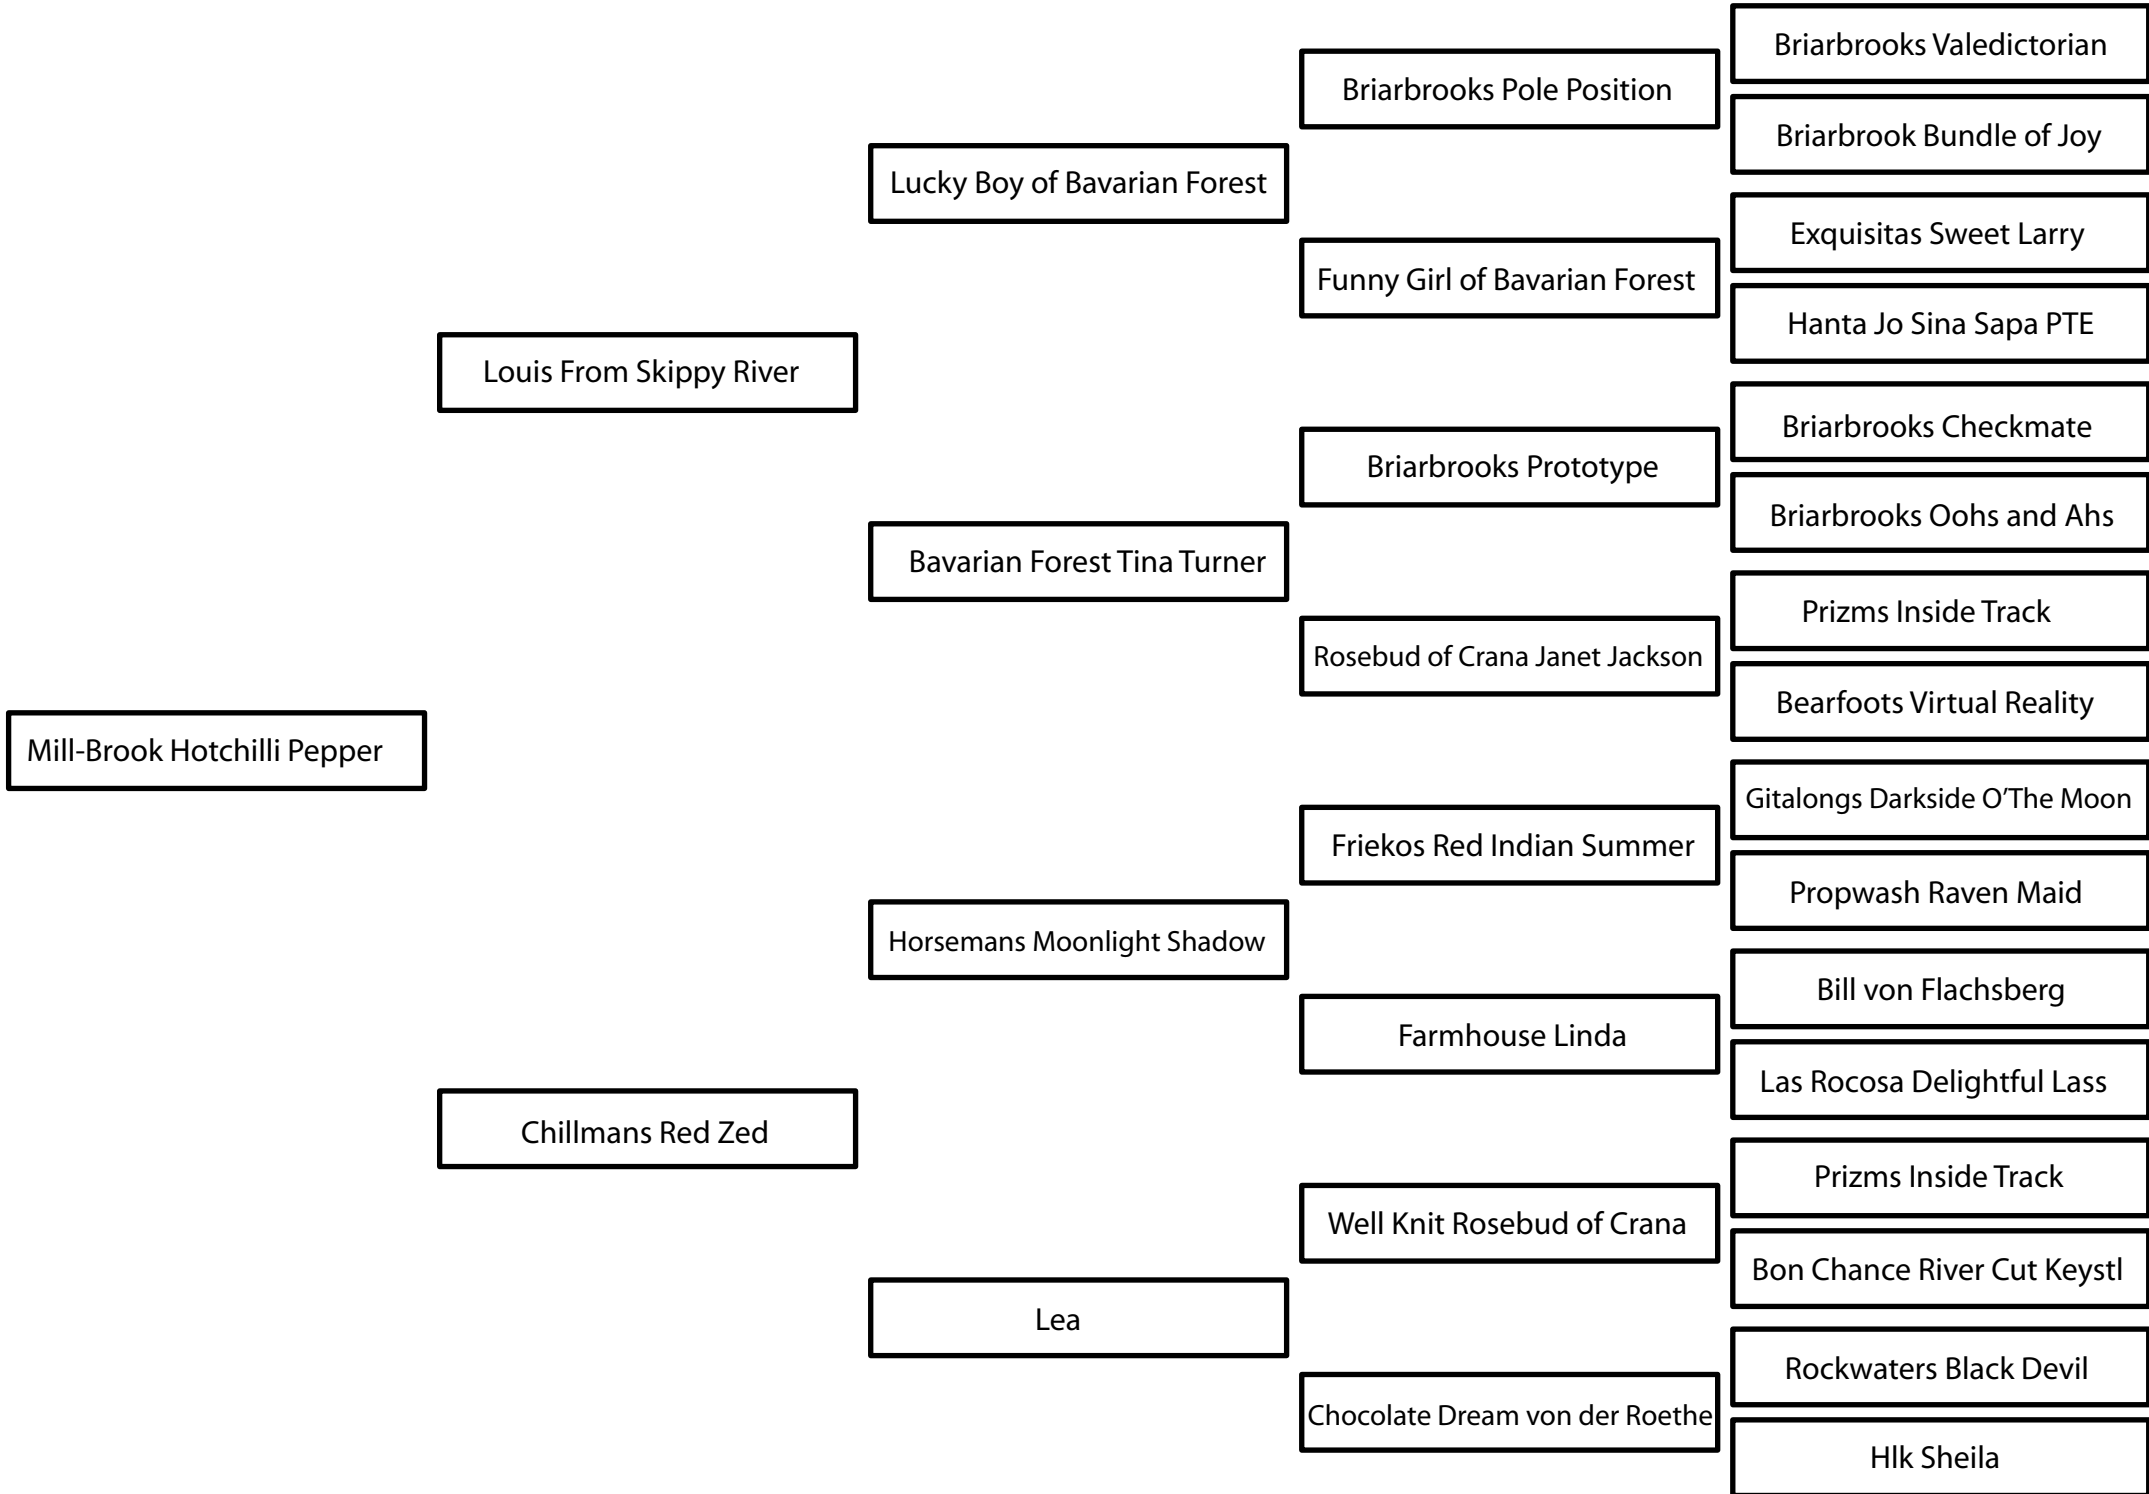 Mill-Brook Hotchilli Pepper
Louis From Skippy River
Chillmans Red Zed
Lucky Boy of Bavarian Forest
Bavarian Forest Tina Turner
Horsemans Moonlight Shadow
Lea
Briarbrooks Pole Position
Funny Girl of Bavarian Forest
Briarbrooks Prototype
Rosebud of Crana Janet Jackson
Friekos Red Indian Summer
Farmhouse Linda
Well Knit Rosebud of Crana
Chocolate Dream von der Roethe
Briarbrooks Valedictorian
Briarbrook Bundle of Joy
Exquisitas Sweet Larry
Hanta Jo Sina Sapa PTE
Briarbrooks Checkmate
Briarbrooks Oohs and Ahs
Prizms Inside Track
Bearfoots Virtual Reality
Gitalongs Darkside O’The Moon
Propwash Raven Maid
Bill von Flachsberg
Las Rocosa Delightful Lass
Prizms Inside Track
Bon Chance River Cut Keystl
Rockwaters Black Devil
Hlk Sheila